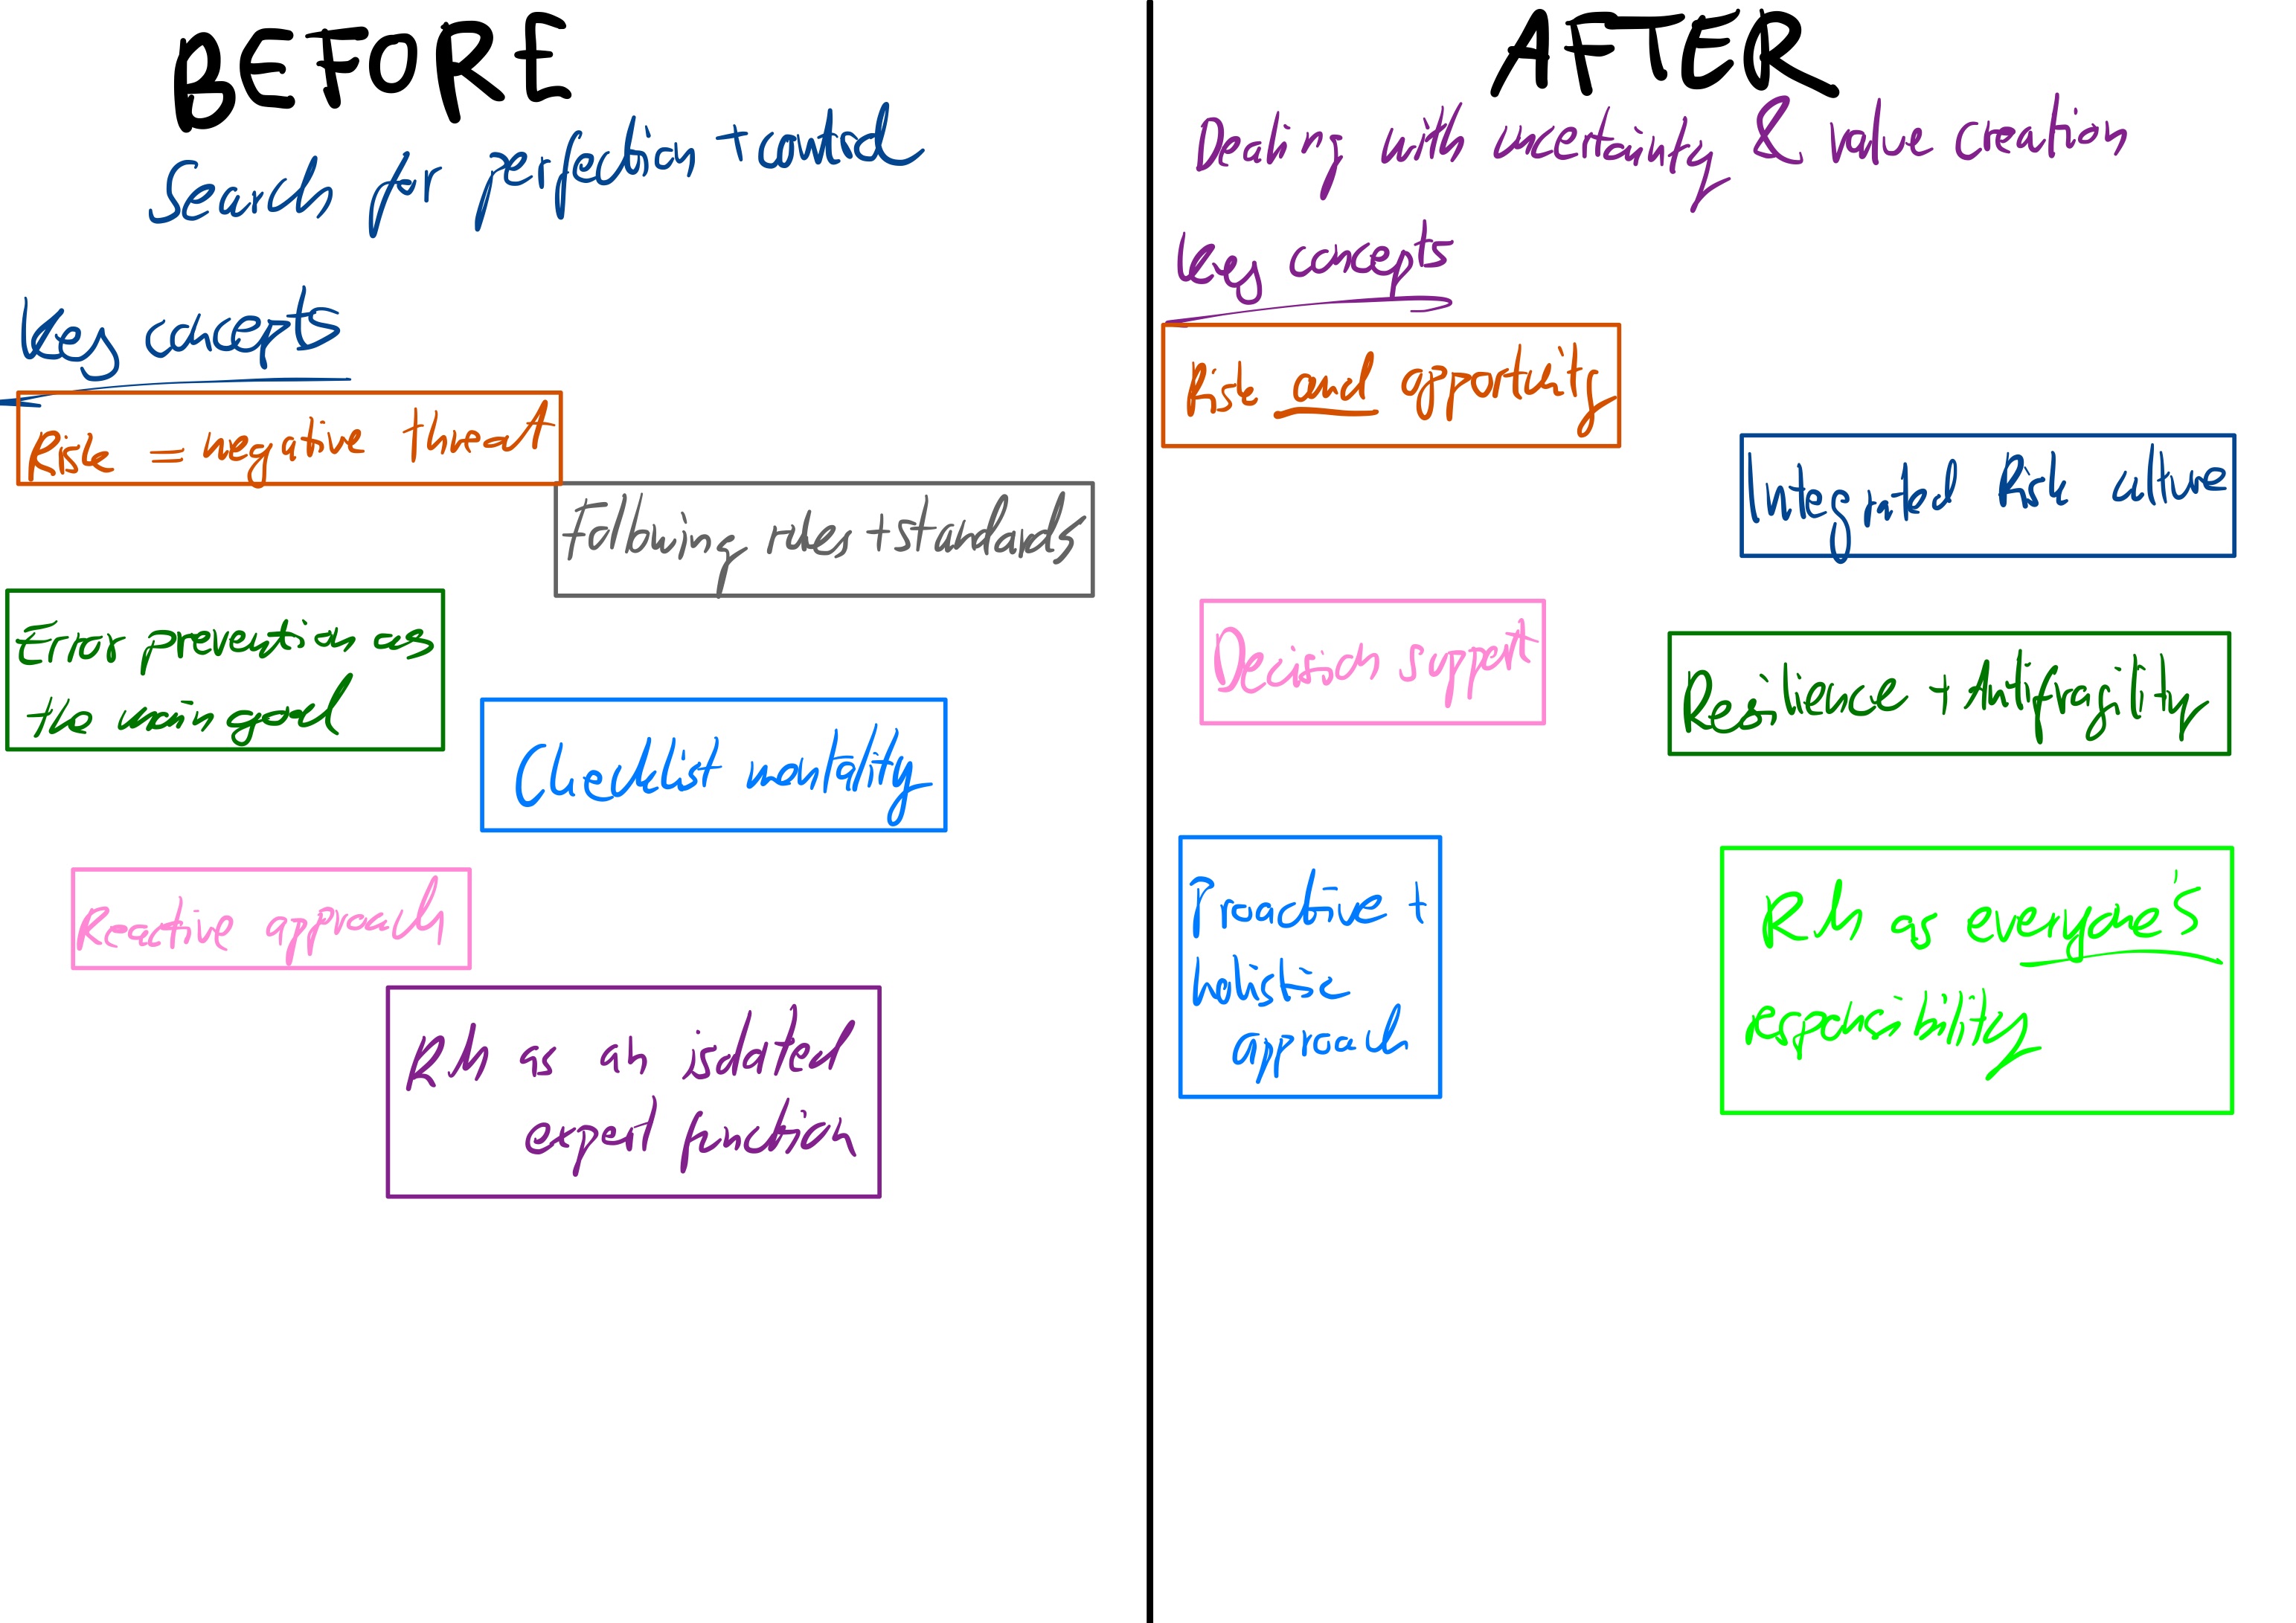 BEFORE
Search for perfection + control
Key concepts
Risk = negative threat
Following rules + standards
Error prevention as
the main goal
Checklist mentality
Reactive approach
RM as an isolated
expert function
AFTER
Dealing with uncertainty & value creation
Key concepts
Risk and opportunity
Integrated Risk culture
Decision support
Resilience + Antifragility
Proactive +
holistic
approach
RM as everyone's
responsibility